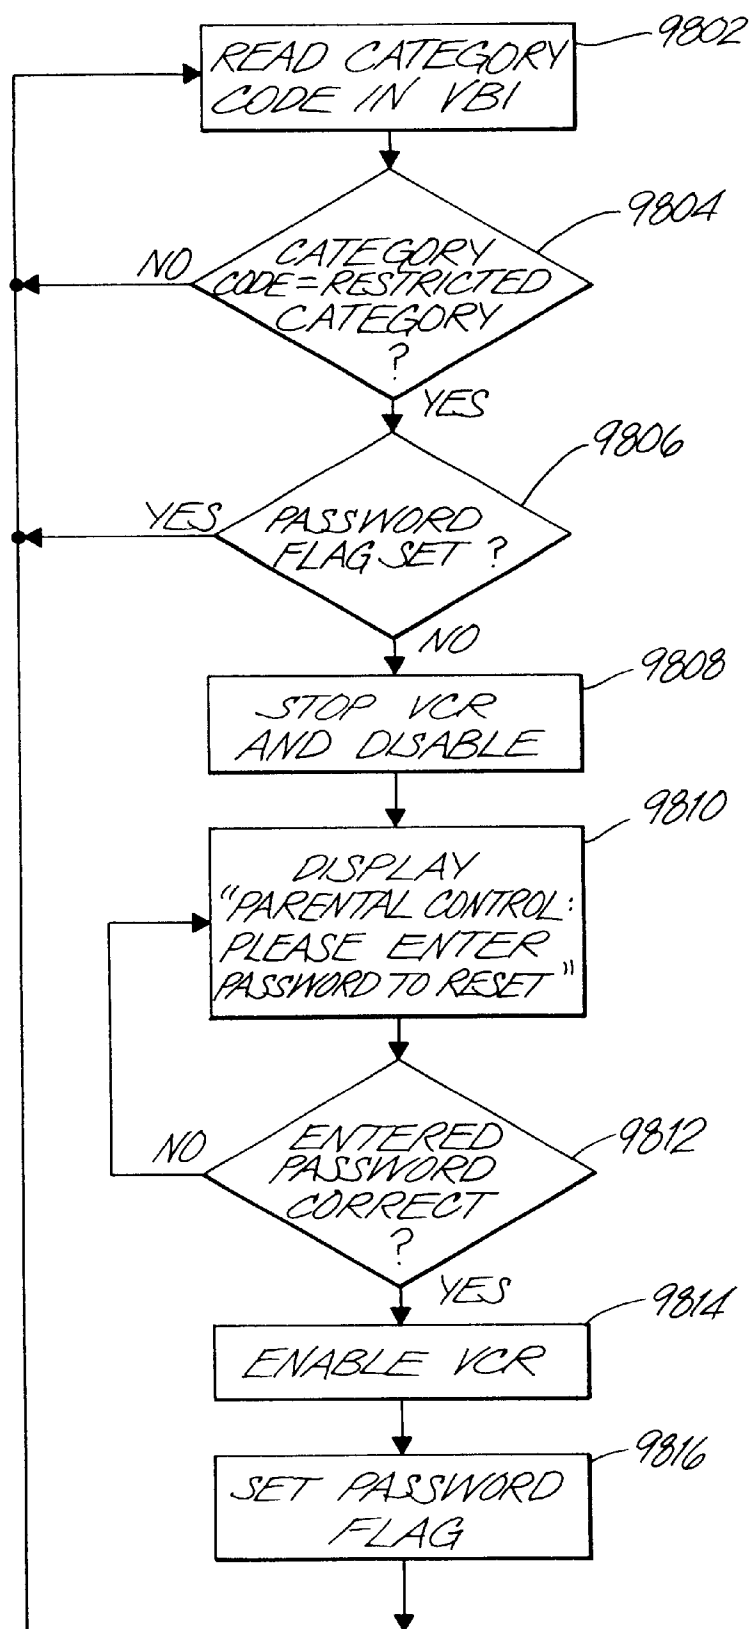 9802
READ CATEGORY
CODE IN VBI
9804
NO
CATEGORY
CODE=RESTRICTED
CATEGORY
?
YES
9806
YES
PASSWORD
FLAG SET ?
NO
9808
STOP VCR
AND DISABLE
9810
DISPLAY
"PARENTAL CONTROL:
PLEASE ENTER
PASSWORD TO RESET"
9812
NO
ENTERED
PASSWORD
CORRECT
?
YES
9814
ENABLE VCR
9816
SET PASSWORD
FLAG